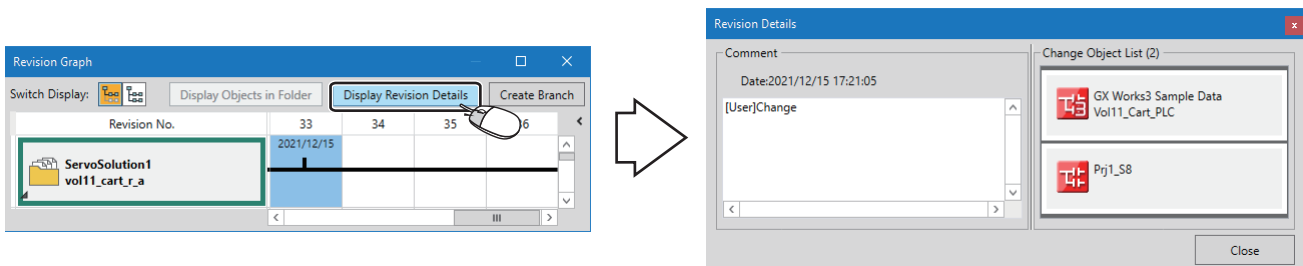 Revision Graph
Switch Display:
Display Objects in Folder
Display Revision Details
Create Branch
Revision No.
33
34
35
36
2021/12/15
ServoSolution1
vol11_cart_r_a
Revision Details
Comment
Date:2021/12/15 17:21:05
[User]Change
Change Object List (2)
GX Works3 Sample Data
Vol11_Cart_PLC
Prj1_S8
Close